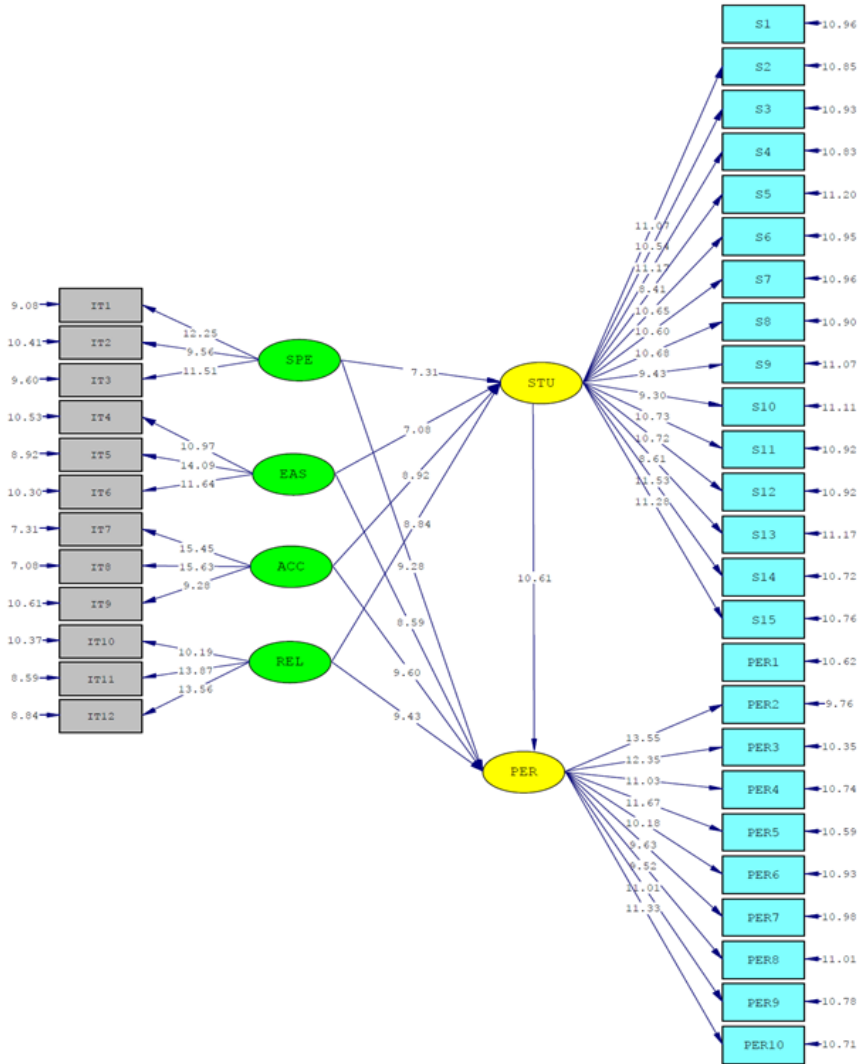 S1 10.96
S2 10.85
S3 10.93
S4 10.83
S5 11.20
11.07
S6 10.95
10.54
11.17
S7 10.96
8.41
9.08 IT1
10.65
S8 10.90
12.25
10.60
10.41 IT2
9.56
SPE
10.68
S9 11.07
9.60 IT3
11.51
7.31
STU
9.43
9.30
S10 11.11
10.53 IT4
10.73
S11 10.92
10.97
7.08
10.72
8.92 IT5
14.09
EAS
8.61
S12 10.92
10.30 IT6
11.64
8.92
11.53
11.28
7.31 IT7
8.84
S13 11.17
15.45
7.08 IT8
15.63
ACC
9.28
10.61
S14 10.72
10.61 IT9
9.28
8.59
S15 10.76
10.37 IT10
10.19
REL
9.60
PER1 10.62
8.59 IT11
13.87
13.56
9.43
PER2 9.76
8.84 IT12
13.55
PER3 10.35
12.35
PER
11.03
PER4 10.74
11.67
PER5 10.59
10.18
9.63
PER6 10.93
9.52
11.01
11.33
PER7 10.98
PER8 11.01
PER9 10.78
PER10 10.71